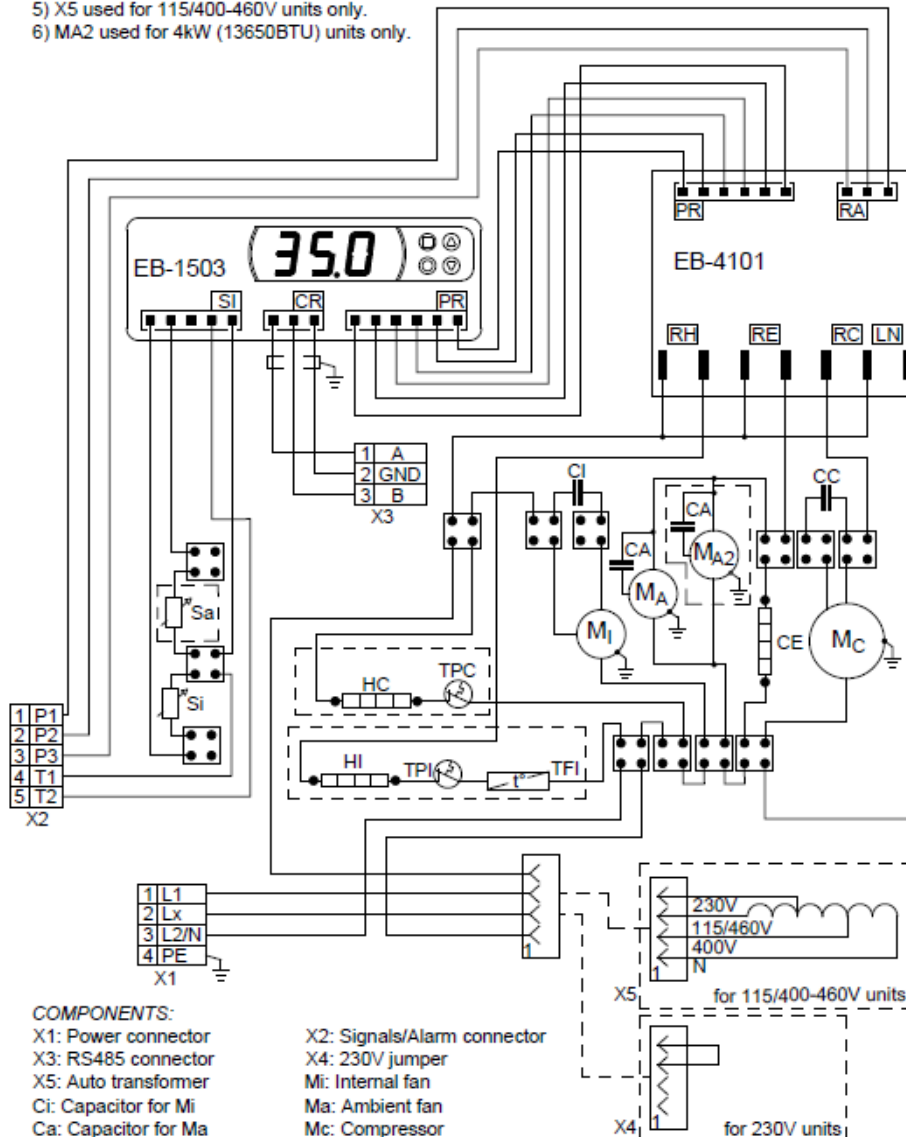 5) X5 used for 115/400-460V units only.
6) MA2 used for 4kW (13650BTU) units only.
PR
RA
EB-4101
EB-1503
35.0
SI
CR
PR
RH
RE
RC
LN
1 A
2 GND
3 B
X3
CI
CC
CA
MA2
CA
MA
Sa
MI
CE
MC
TPC
HC
Si
1 P1
2 P2
3 P3
4 T1
5 T2
X2
HI
TPI
t°
TFI
1 L1
2 Lx
3 L2/N
4 PE
X1
1
230V
115/460V
400V
N
1
X5
for 115/400-460V units
COMPONENTS:
X1: Power connector
X2: Signals/Alarm connector
X3: RS485 connector
X4: 230V jumper
X5: Auto transformer
Mi: Internal fan
Ci: Capacitor for Mi
Ma: Ambient fan
Ca: Capacitor for Ma
Mc: Compressor
X4
1
for 230V units